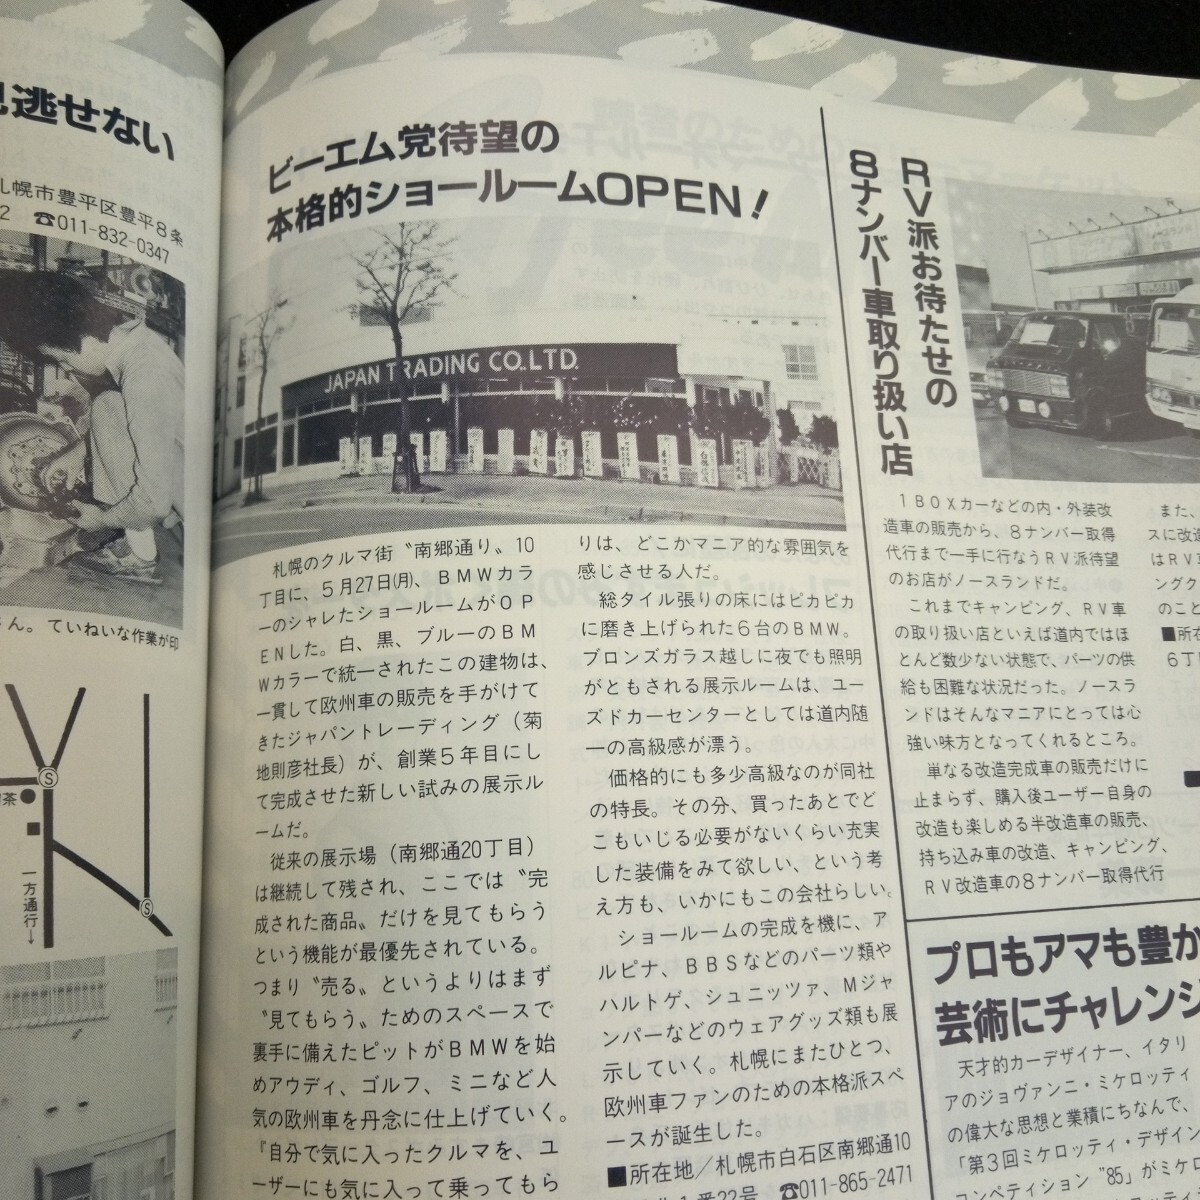 逃せない
札幌市豊平区豊平8条
☎011-832-0347
ていねいな作業が印
一方通行→
ビーエム党待望の
本格的ショールームOPEN!
JAPAN TRADING CO.,LTD.
札幌のクルマ街〝南郷通り〟10
丁目に、5月27日(月)、BMWカラ
ーのシャレたショールームがOP
ENした。白、黒、ブルーのBM
Wカラーで統一されたこの建物は、
一貫して欧州車の販売を手がけて
きたジャパントレーディング（菊
地則彦社長）が、創業5年目にし
て完成させた新しい試みの展示ル
ームだ。
従来の展示場（南郷通20丁目）
は継続して残され、ここでは〝完
成された商品〟だけを見てもらう
という機能が最優先されている。
つまり〝売る〟というよりはまず
〝見てもらう〟ためのスペースで
裏手に備えたピットがBMWを始
めアウディ、ゴルフ、ミニなど人
気の欧州車を丹念に仕上げていく。
『自分で気に入ったクルマを、ユ
ーザーにも気に入って乗ってもら
りは、どこかマニア的な雰囲気を
感じさせる人だ。
総タイル張りの床にはピカピカ
に磨き上げられた6台のBMW。
ブロンズガラス越しに夜でも照明
がともされる展示ルームは、ユー
ズドカーセンターとしては道内随
一の高級感が漂う。
価格的にも多少高級なのが同社
の特長。その分、買ったあとでど
こもいじる必要がないくらい充実
した装備をみて欲しい、という考
え方も、いかにもこの会社らしい。
ショールームの完成を機に、ア
ルピナ、BBSなどのパーツ類や
ハルトゲ、シュニッツァ、Mジャ
ンパーなどのウェアグッズ類も展
示していく。札幌にまたひとつ、
欧州車ファンのための本格派スペ
ースが誕生した。
■所在地／札幌市白石区南郷通10
☎011-865-2471
RV派お待たせの
8ナンバー車取り扱い店
1BOXカーなどの内・外装改
造車の販売から、8ナンバー取得
代行まで一手に行なうRV派待望
のお店がノースランドだ。
これまでキャンピング、RV車
の取り扱い店といえば道内ではほ
とんど数少ない状態で、パーツの供
給も困難な状況だった。ノースラ
ンドはそんなマニアにとっては心
強い味方となってくれるところ。
単なる改造完成車の販売だけに
止まらず、購入後ユーザー自身の
改造も楽しめる半改造車の販売、
持ち込み車の改造、キャンピング、
RV改造車の8ナンバー取得代行
また、
スに改造
はRV
ングク
のこと
■所在
6丁
プロもアマも豊か
芸術にチャレンジ
天才的カーデザイナー、イタリ
アのジョヴァンニ・ミケロッティ
の偉大な思想と業績にちなんで、
「第3回ミケロッティ・デザイン
コンペティション"85"がミケロ